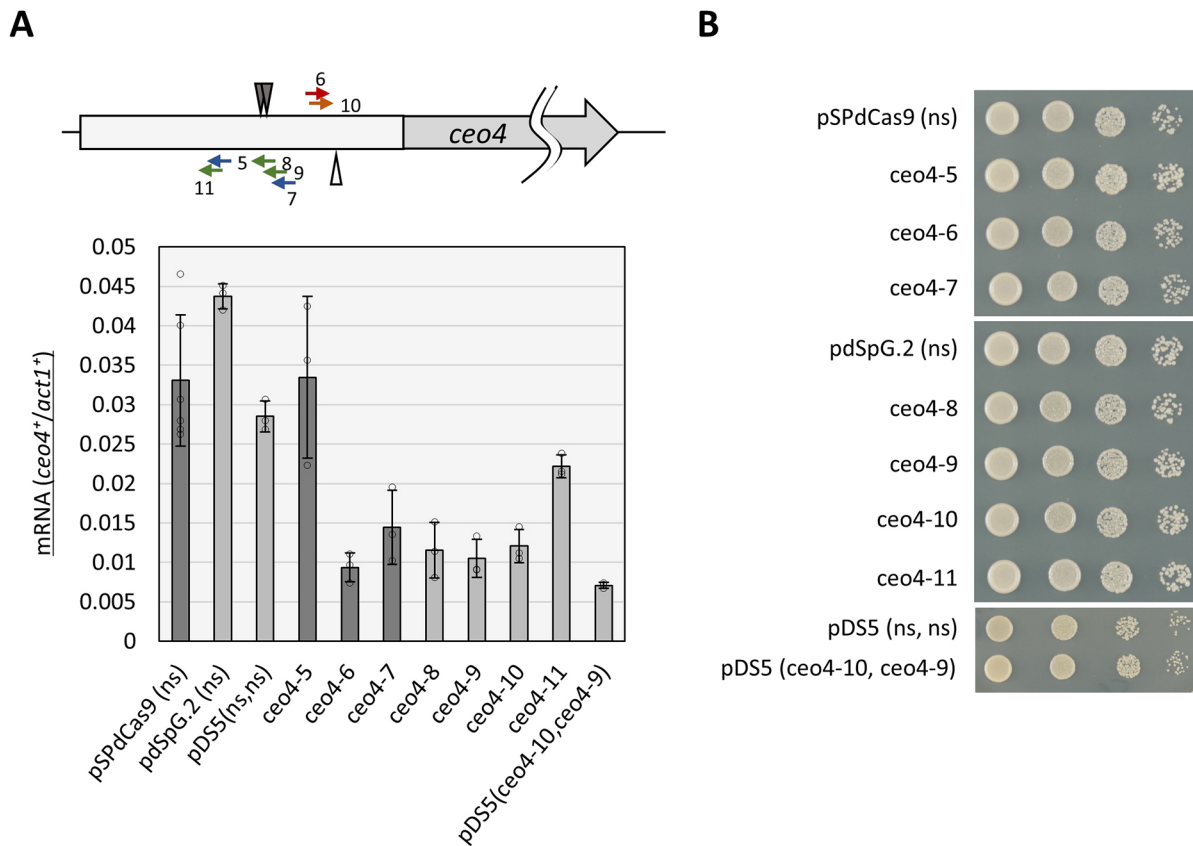 A
6
10
ceo4
5
8
9
11
7
0.05
0.045
0.04
0.035
0.03
0.025
0.02
0.015
0.01
0.005
0
mRNA (ceo4⁺/act1⁺)
pSPdCas9 (ns)
pdSpG.2 (ns)
pDS5(ns,ns)
ceo4-5
ceo4-6
ceo4-7
ceo4-8
ceo4-9
ceo4-10
ceo4-11
pDS5(ceo4-10,ceo4-9)
B
pSPdCas9 (ns)
ceo4-5
ceo4-6
ceo4-7
pdSpG.2 (ns)
ceo4-8
ceo4-9
ceo4-10
ceo4-11
pDS5 (ns, ns)
pDS5 (ceo4-10, ceo4-9)